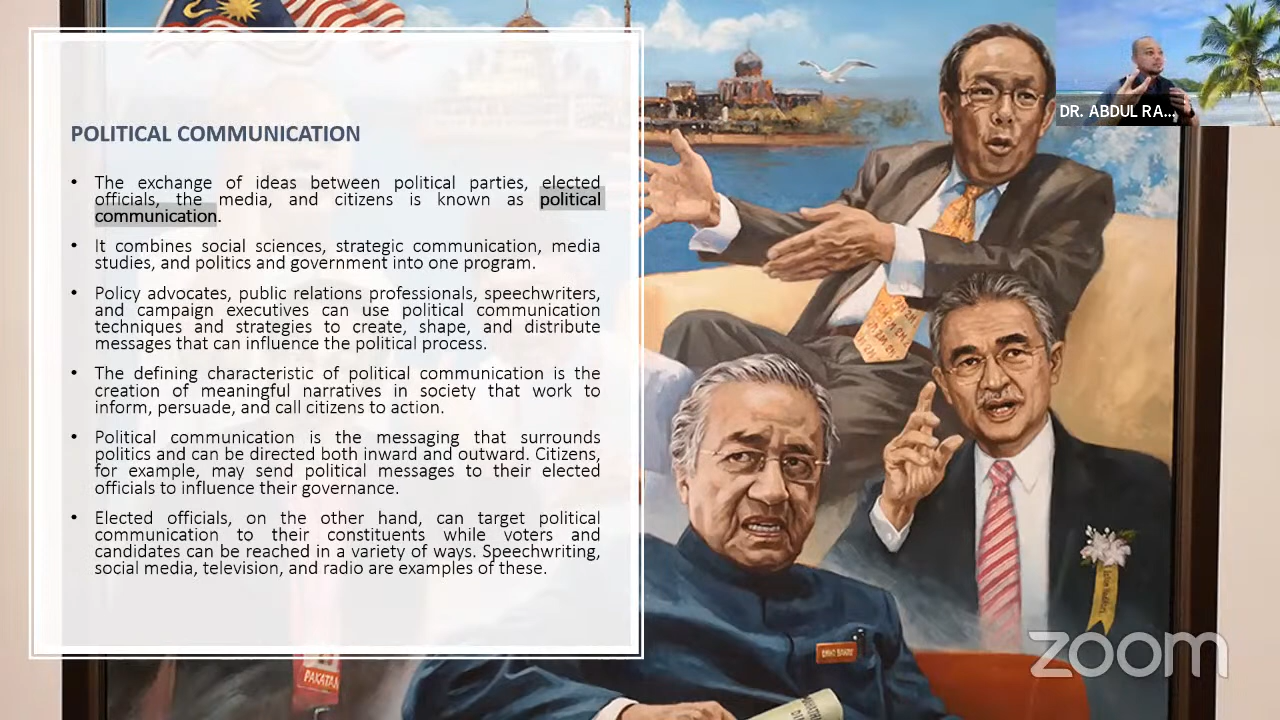 POLITICAL COMMUNICATION
• The exchange of ideas between political parties, elected
officials, the media, and citizens is known as political
communication.
• It combines social sciences, strategic communication, media
studies, and politics and government into one program.
• Policy advocates, public relations professionals, speechwriters,
and campaign executives can use political communication
techniques and strategies to create, shape, and distribute
messages that can influence the political process.
• The defining characteristic of political communication is the
creation of meaningful narratives in society that work to
inform, persuade, and call citizens to action.
• Political communication is the messaging that surrounds
politics and can be directed both inward and outward. Citizens,
for example, may send political messages to their elected
officials to influence their governance.
• Elected officials, on the other hand, can target political
communication to their constituents while voters and
candidates can be reached in a variety of ways. Speechwriting,
social media, television, and radio are examples of these.
DR. ABDUL RA...
PAKATAN
zoom